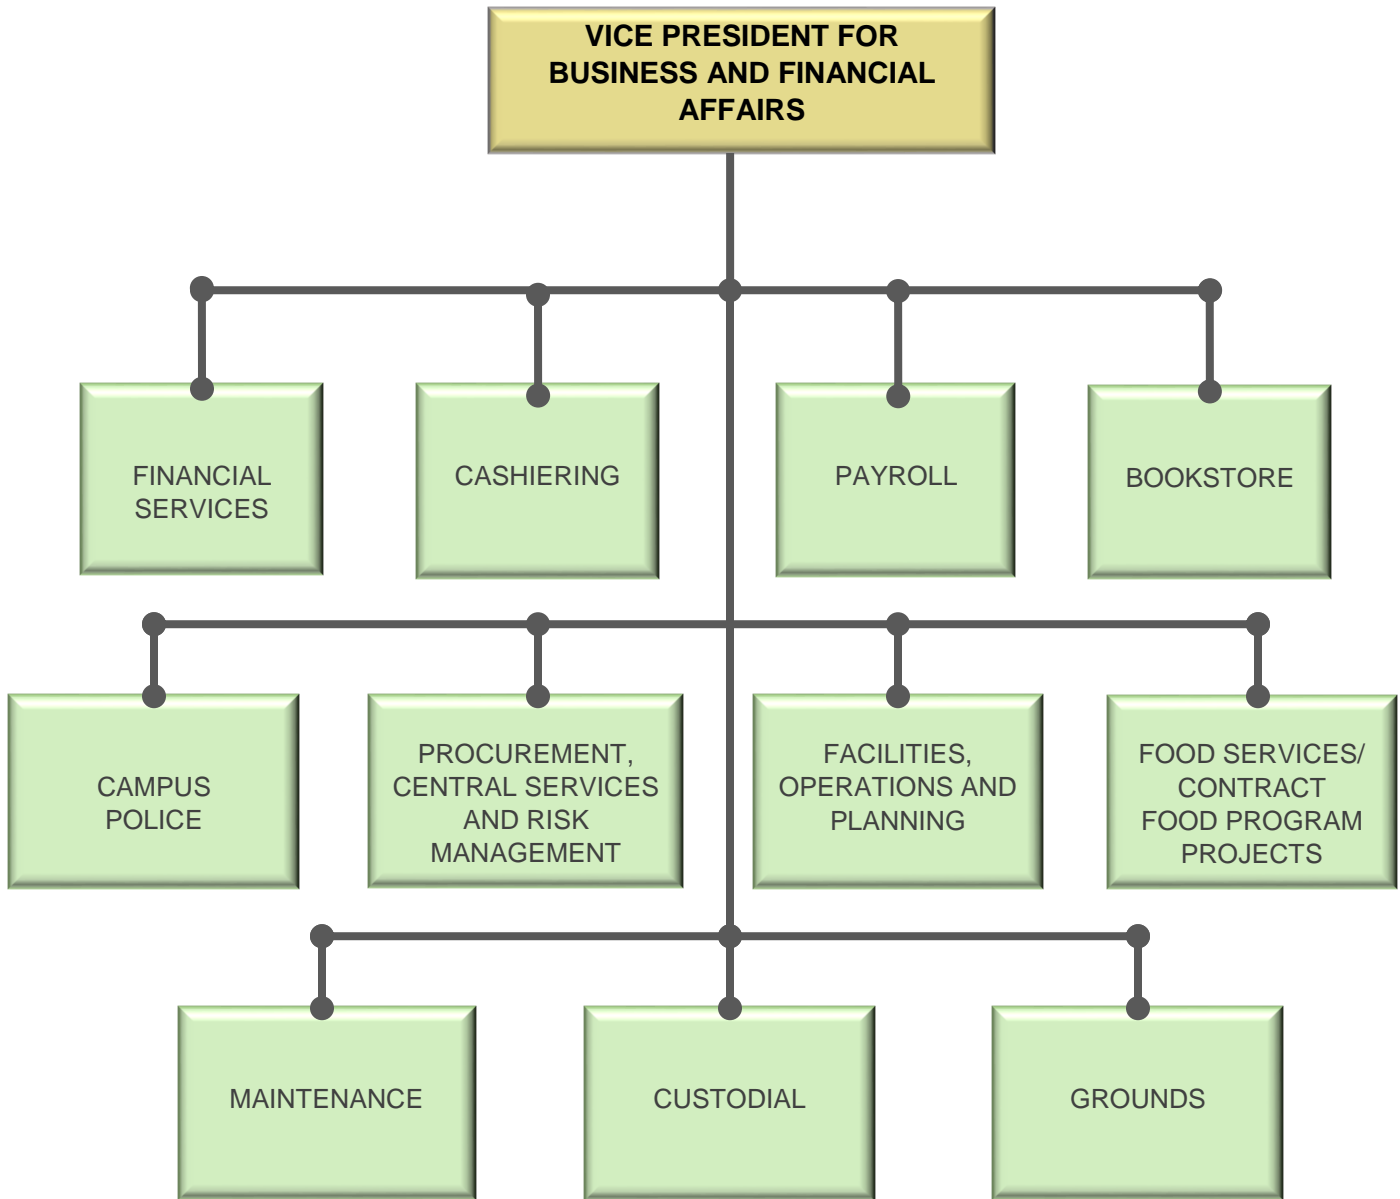 VICE PRESIDENT FOR
BUSINESS AND FINANCIAL
AFFAIRS
FINANCIAL
SERVICES
CASHIERING
PAYROLL
BOOKSTORE
CAMPUS
POLICE
PROCUREMENT,
CENTRAL SERVICES
AND RISK
MANAGEMENT
FACILITIES,
OPERATIONS AND
PLANNING
FOOD SERVICES/
CONTRACT
FOOD PROGRAM
PROJECTS
MAINTENANCE
CUSTODIAL
GROUNDS